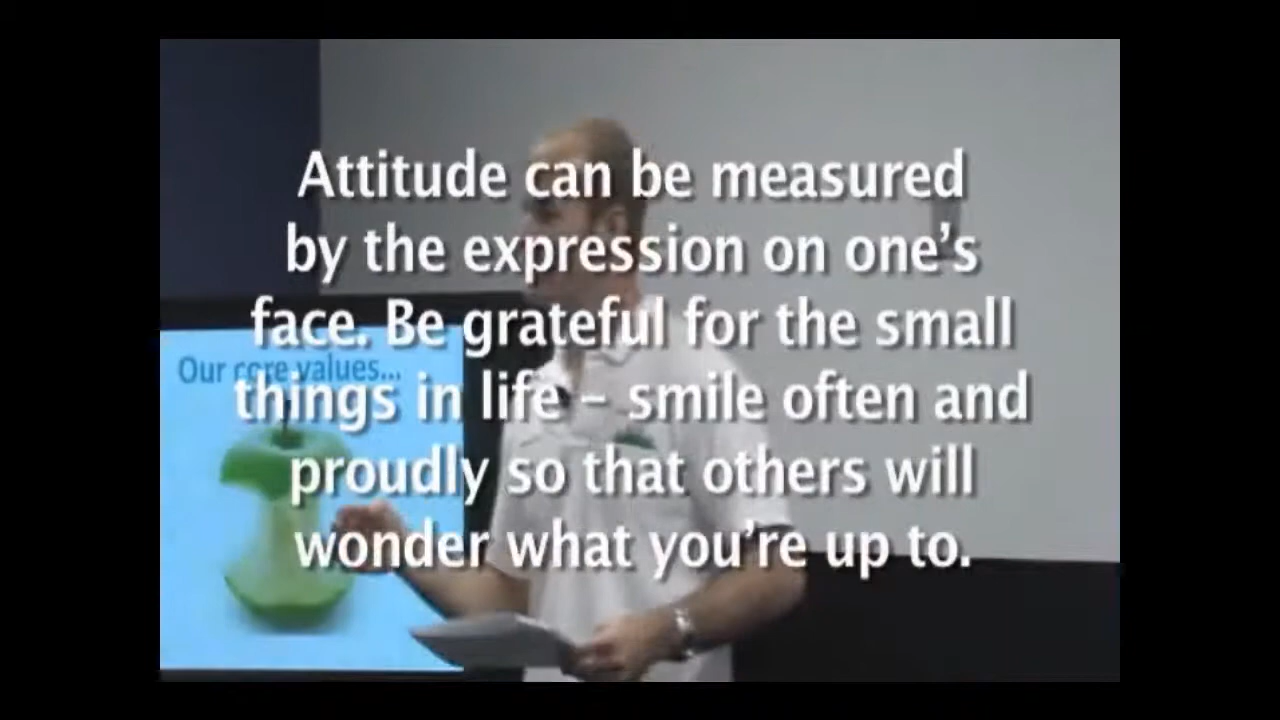 Attitude can be measured
by the expression on one's
face. Be grateful for the small
things in life – smile often and
proudly so that others will
wonder what you're up to.
Our core values...